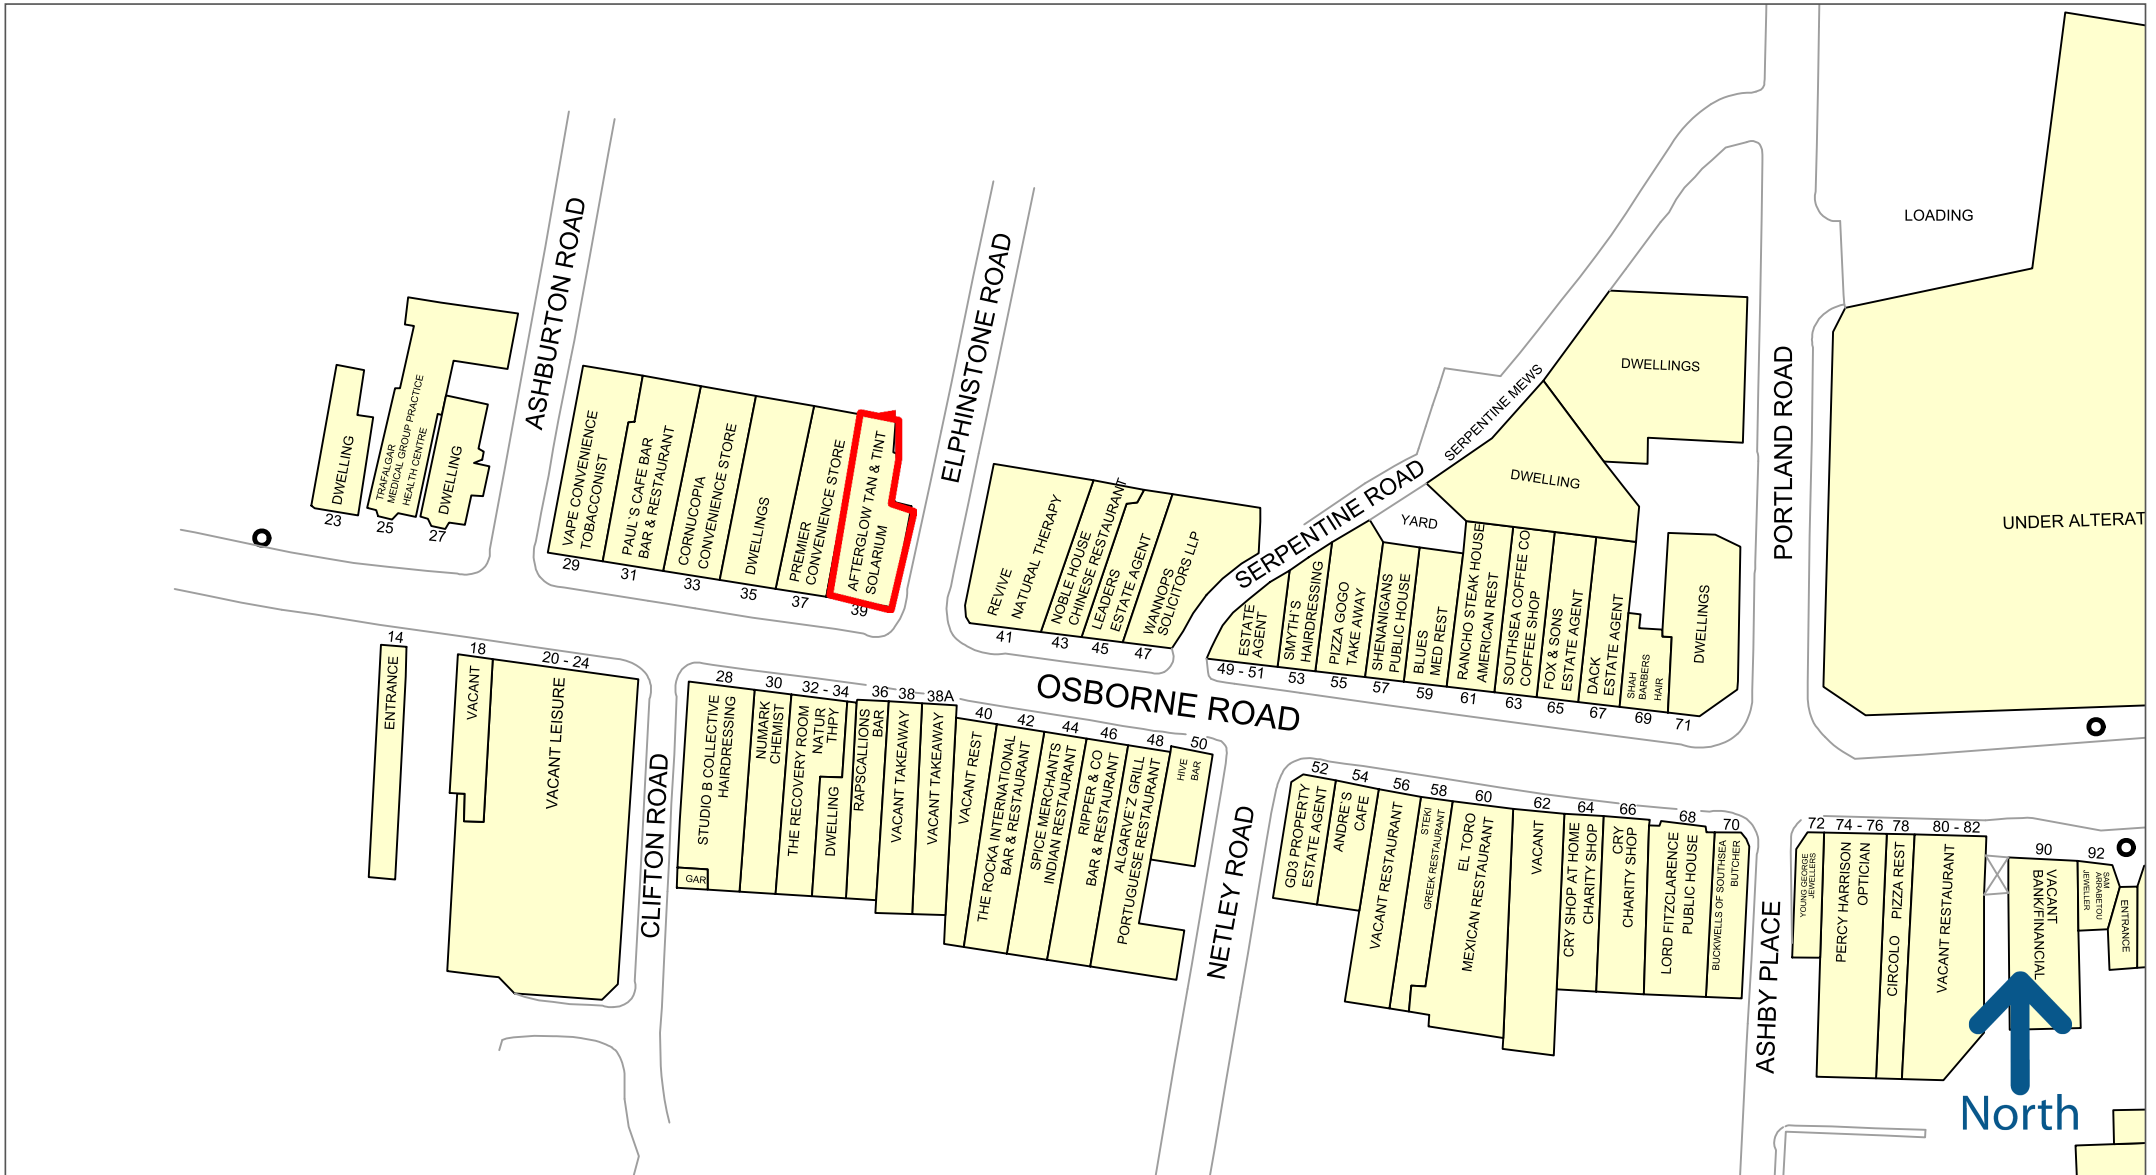 LOADING
ASHBURTON ROAD
ELPHINSTONE ROAD
SERPENTINE ROAD
SERPENTINE MEWS
PORTLAND ROAD
DWELLINGS
DWELLING
YARD
UNDER ALTERAT
DWELLING
23
TRAFALGAR
MEDICAL GROUP PRACTICE
HEALTH CENTRE
25
DWELLING
27
VAPE CONVENIENCE
TOBACCONIST
29
PAUL`S CAFE BAR
BAR & RESTAURANT
31
CORNUCOPIA
CONVENIENCE STORE
33
DWELLINGS
35
PREMIER
CONVENIENCE STORE
37
AFTERGLOW TAN & TINT
SOLARIUM
39
REVIVE
NATURAL THERAPY
41
NOBLE HOUSE
CHINESE RESTAURANT
43
LEADERS
ESTATE AGENT
45
WANNOPS
SOLICITORS LLP
47
ESTATE
AGENT
49 - 51
SMYTH`S
HAIRDRESSING
53
PIZZA GOGO
TAKE AWAY
55
SHENANIGANS
PUBLIC HOUSE
57
BLUES
MED REST
59
RANCHO STEAK HOUSE
AMERICAN REST
61
SOUTHSEA COFFEE CO
COFFEE SHOP
63
FOX & SONS
ESTATE AGENT
65
DACK
ESTATE AGENT
67
SHAH
BARBERS
HAIR
69
DWELLINGS
71
OSBORNE ROAD
14
ENTRANCE
18
VACANT
20 - 24
VACANT LEISURE
CLIFTON ROAD
28
STUDIO B COLLECTIVE
HAIRDRESSING
GAR
30
NUMARK
CHEMIST
32 - 34
THE RECOVERY ROOM
NATUR
THPY
DWELLING
36
RAPSCALLIONS
BAR
38
VACANT TAKEAWAY
38A
VACANT TAKEAWAY
40
VACANT REST
42
THE ROCKA INTERNATIONAL
BAR & RESTAURANT
44
SPICE MERCHANTS
INDIAN RESTAURANT
46
RIPPER & CO
BAR & RESTAURANT
48
ALGARVE`Z GRILL
PORTUGUESE RESTAURANT
50
HIVE
BAR
NETLEY ROAD
52
GD3 PROPERTY
ESTATE AGENT
54
ANDRE`S
CAFE
56
VACANT RESTAURANT
58
STEKI
GREEK RESTAURANT
60
EL TORO
MEXICAN RESTAURANT
62
VACANT
64
CRY SHOP AT HOME
CHARITY SHOP
66
CRY
CHARITY SHOP
68
LORD FITZCLARENCE
PUBLIC HOUSE
70
BUCKWELLS OF SOUTHSEA
BUTCHER
ASHBY PLACE
72
YOUNG GEORGE
JEWELLERS
74 - 76
PERCY HARRISON
OPTICIAN
78
CIRCOLO PIZZA REST
80 - 82
VACANT RESTAURANT
90
VACANT
BANK/FINANCIAL
92
SAM
ARRABETOU
JEWELLER
ENTRANCE
North